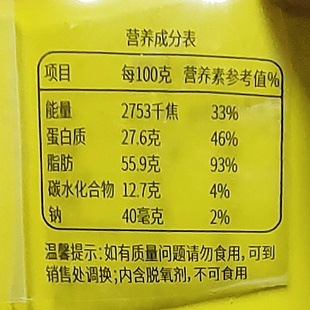 营养成分表
项目 每100克 营养素参考值%
能量 2753千焦 33%
蛋白质 27.6克 46%
脂肪 55.9克 93%
碳水化合物 12.7克 4%
钠 40毫克 2%
温馨提示:如有质量问题请勿食用,可到
销售处调换;内含脱氧剂,不可食用